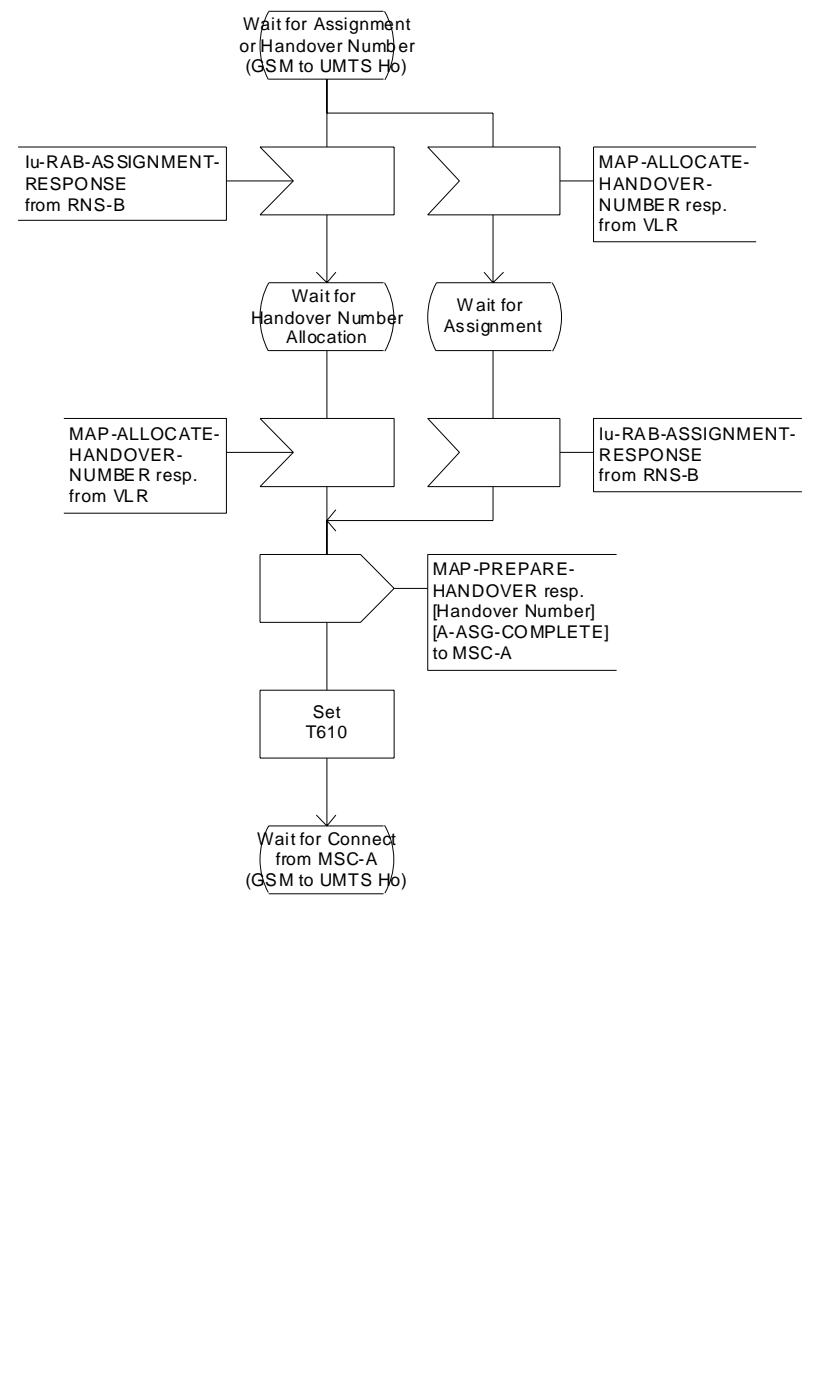 Wait for Assignment
or Handover Number
(GSM to UMTS Ho)
Iu-RAB-ASSIGNMENT-
RESPONSE
from RNS-B
MAP-ALLOCATE-
HANDOVER-
NUMBER resp.
from VLR
Wait for
Handover Number
Allocation
Wait for
Assignment
MAP-ALLOCATE-
HANDOVER-
NUMBER resp.
from VLR
Iu-RAB-ASSIGNMENT-
RESPONSE
from RNS-B
MAP-PREPARE-
HANDOVER resp.
[Handover Number]
[A-ASG-COMPLETE]
to MSC-A
Set
T610
Wait for Connect
from MSC-A
(GSM to UMTS Ho)